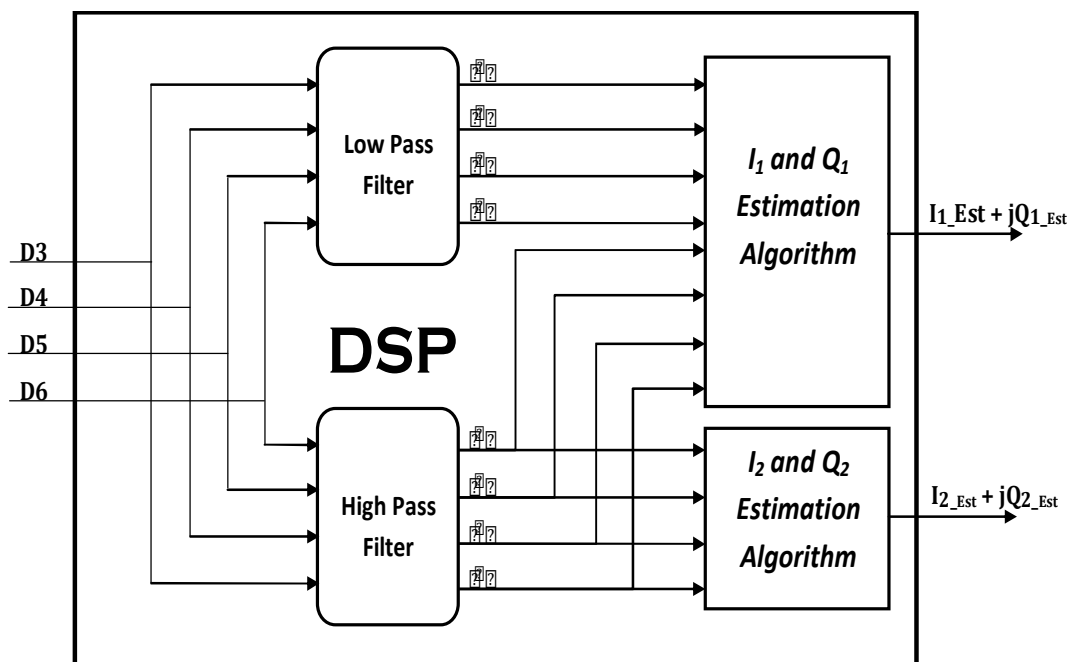 Low Pass
Filter
I1 and Q1
Estimation
Algorithm
I1_Est + jQ1_Est
D3
D4
D5
D6
DSP
High Pass
Filter
I2 and Q2
Estimation
Algorithm
I2_Est + jQ2_Est